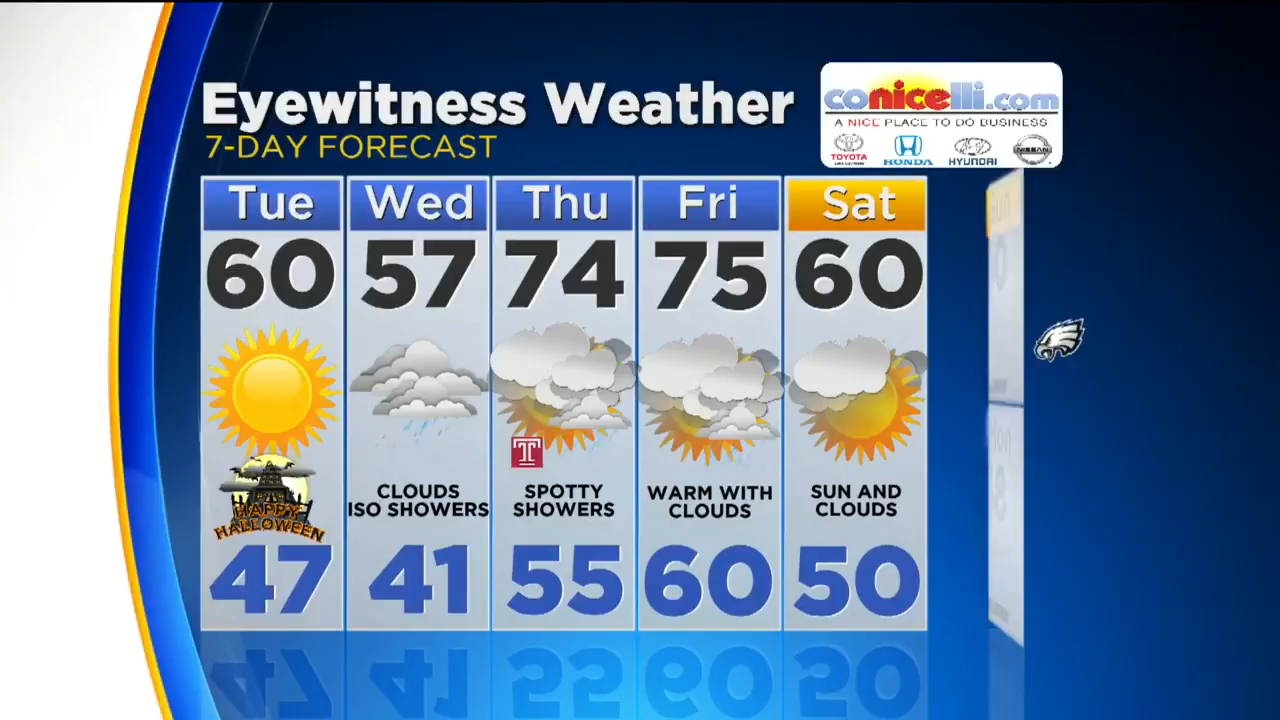 Eyewitness Weather
7-DAY FORECAST
conicelli.com
A NICE PLACE TO DO BUSINESS
TOYOTA
HONDA
HYUNDAI
NISSAN
Tue
Wed
Thu
Fri
Sat
60
57
74
75
60
T
HAPPY
HALLOWEEN
CLOUDS
ISO SHOWERS
SPOTTY
SHOWERS
WARM WITH
CLOUDS
SUN AND
CLOUDS
47
41
55
60
50